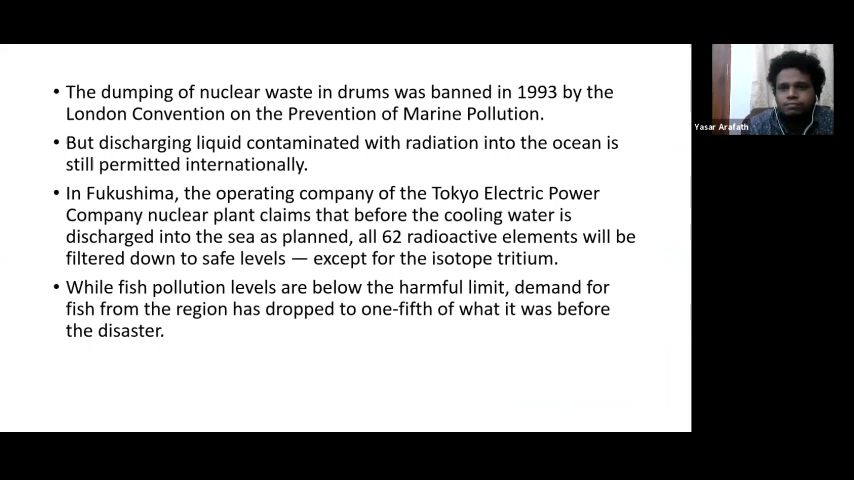 • The dumping of nuclear waste in drums was banned in 1993 by the
London Convention on the Prevention of Marine Pollution.
• But discharging liquid contaminated with radiation into the ocean is
still permitted internationally.
• In Fukushima, the operating company of the Tokyo Electric Power
Company nuclear plant claims that before the cooling water is
discharged into the sea as planned, all 62 radioactive elements will be
filtered down to safe levels — except for the isotope tritium.
• While fish pollution levels are below the harmful limit, demand for
fish from the region has dropped to one-fifth of what it was before
the disaster.
Yasar Arafath